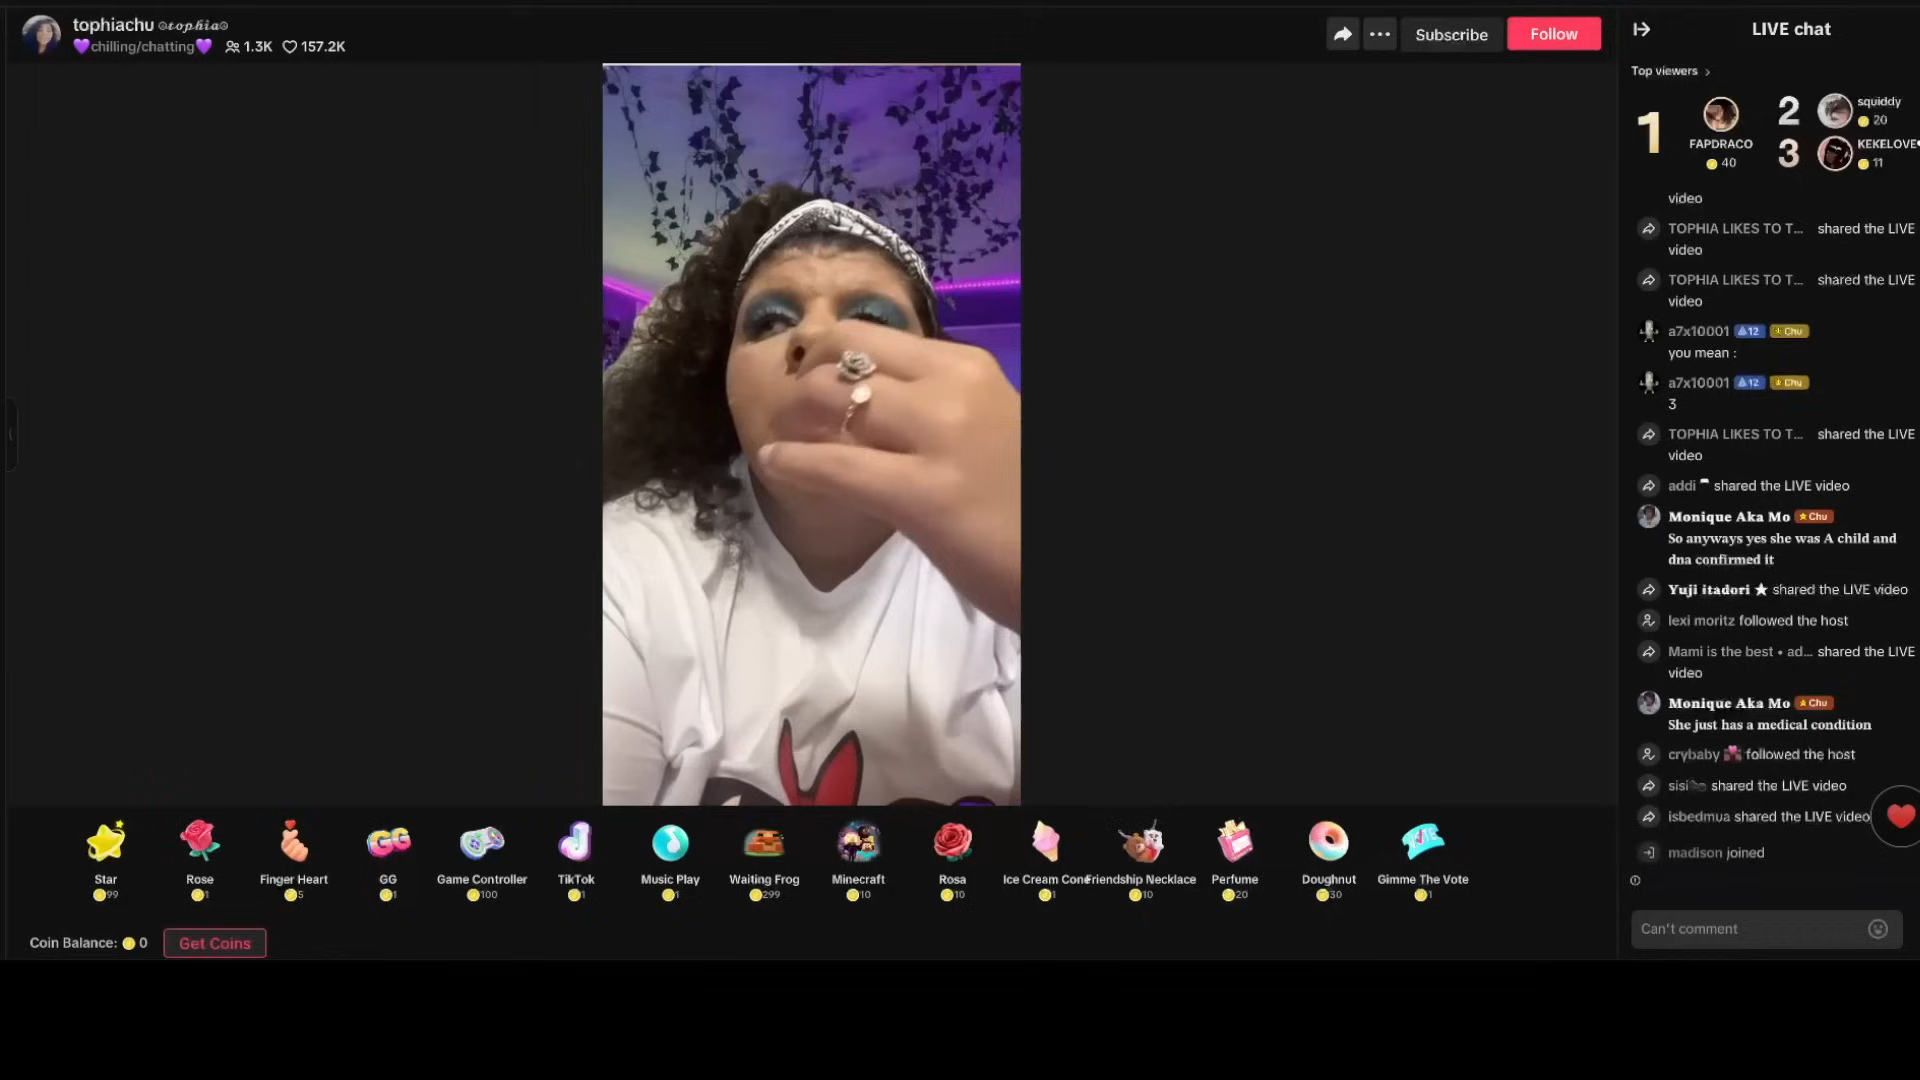 tophiachu ☮𝓽𝓸𝓹𝓱𝓲𝓪☮
💜chilling/chatting💜 1.3K 157.2K
Subscribe
Follow
LIVE chat
Top viewers
1
FAPDRACO
40
2
squiddy
20
3
KEKELOVE
11
video
TOPHIA LIKES TO T... shared the LIVE
video
TOPHIA LIKES TO T... shared the LIVE
video
a7x10001 12 Chu
you mean :
a7x10001 12 Chu
3
TOPHIA LIKES TO T... shared the LIVE
video
addi shared the LIVE video
Monique Aka Mo Chu
So anyways yes she was A child and
dna confirmed it
Yuji itadori ★ shared the LIVE video
lexi moritz followed the host
Mami is the best • ad... shared the LIVE
video
Monique Aka Mo Chu
She just has a medical condition
crybaby followed the host
sisi shared the LIVE video
isbedmua shared the LIVE video
madison joined
Can't comment
GG
Star Rose Finger Heart GG Game Controller TikTok Music Play Waiting Frog Minecraft Rosa Ice Cream Cone Friendship Necklace Perfume Doughnut Gimme The Vote
99 1 5 1 100 1 1 299 10 10 1 10 20 30 1
Coin Balance: 0 Get Coins